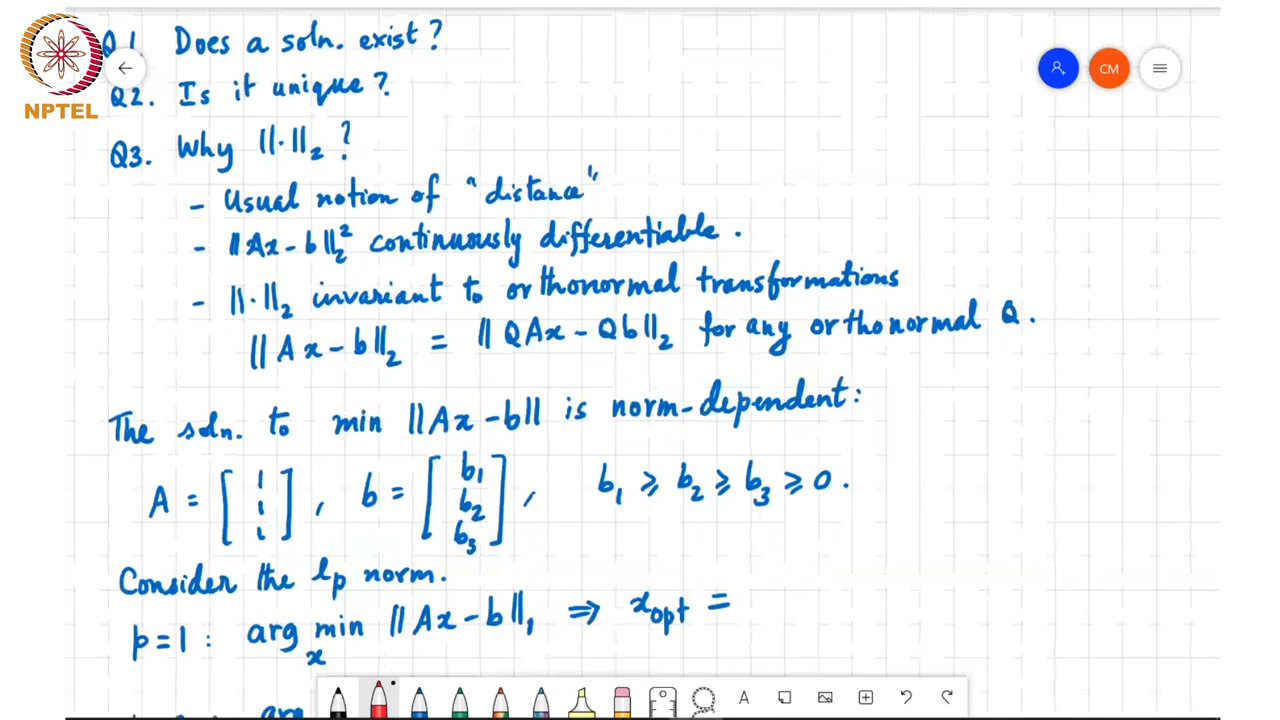 Q1. Does a soln. exist?
Q2. Is it unique?
Q3. Why ||·||₂ ?
- Usual notion of "distance"
- ||Ax - b||₂² continuously differentiable.
- ||·||₂ invariant to orthonormal transformations
||Ax - b||₂ = ||QAx - Qb||₂ for any orthonormal Q.
The soln. to min ||Ax - b|| is norm-dependent:
A = [1 1 1], b = [b₁ b₂ b₃], b₁ ⩾ b₂ ⩾ b₃ ⩾ 0.
Consider the lₚ norm.
p=1: arg min ||Ax - b||₁ ⇒ x_opt =
x
arg
NPTEL
CM
A